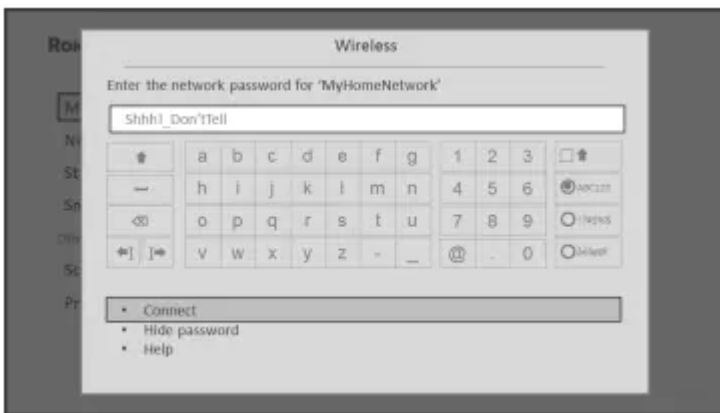 Wireless
Enter the network password for 'MyHomeNetwork'
Shhh!_Don'tTell
a b c d e f g 1 2 3
h i j k l m n 4 5 6 ABC123
o p q r s t u 7 8 9
v w x y z - _ @ . 0
Connect
Hide password
Help